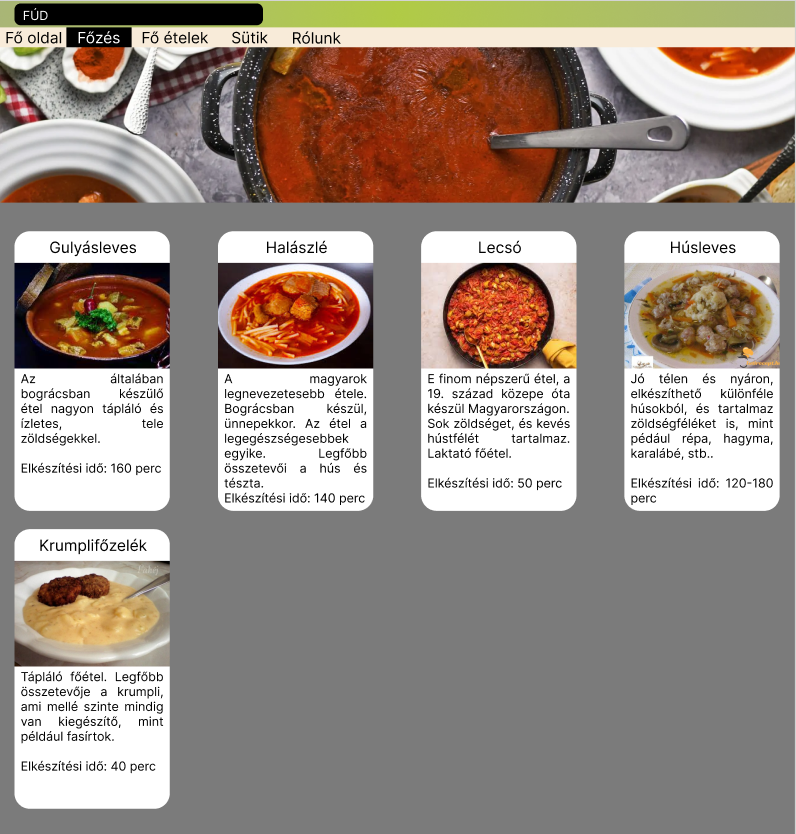 FÚD
Fő oldal Főzés Fő ételek Sütik Rólunk
Gulyásleves
Az általában
bográcsban készülő
étel nagyon tápláló és
ízletes, tele
zöldségekkel.
Elkészítési idő: 160 perc
Halászlé
A magyarok
legnevezetesebb étele.
Bográcsban készül,
ünnepekkor. Az étel a
legegészségesebbek
egyike. Legfőbb
összetevői a hús és
tészta.
Elkészítési idő: 140 perc
Lecsó
E finom népszerű étel, a
19. század közepe óta
készül Magyarországon.
Sok zöldséget, és kevés
hústfélét tartalmaz.
Laktató főétel.
Elkészítési idő: 50 perc
Húsleves
Jó télen és nyáron,
elkészíthető különféle
húsokból, és tartalmaz
zöldségféléket is, mint
pédául répa, hagyma,
karalábé, stb..
Elkészítési idő: 120-180
perc
Krumplifőzelék
Tápláló főétel. Legfőbb
összetevője a krumpli,
ami mellé szinte mindig
van kiegészítő, mint
például fasírtok.
Elkészítési idő: 40 perc